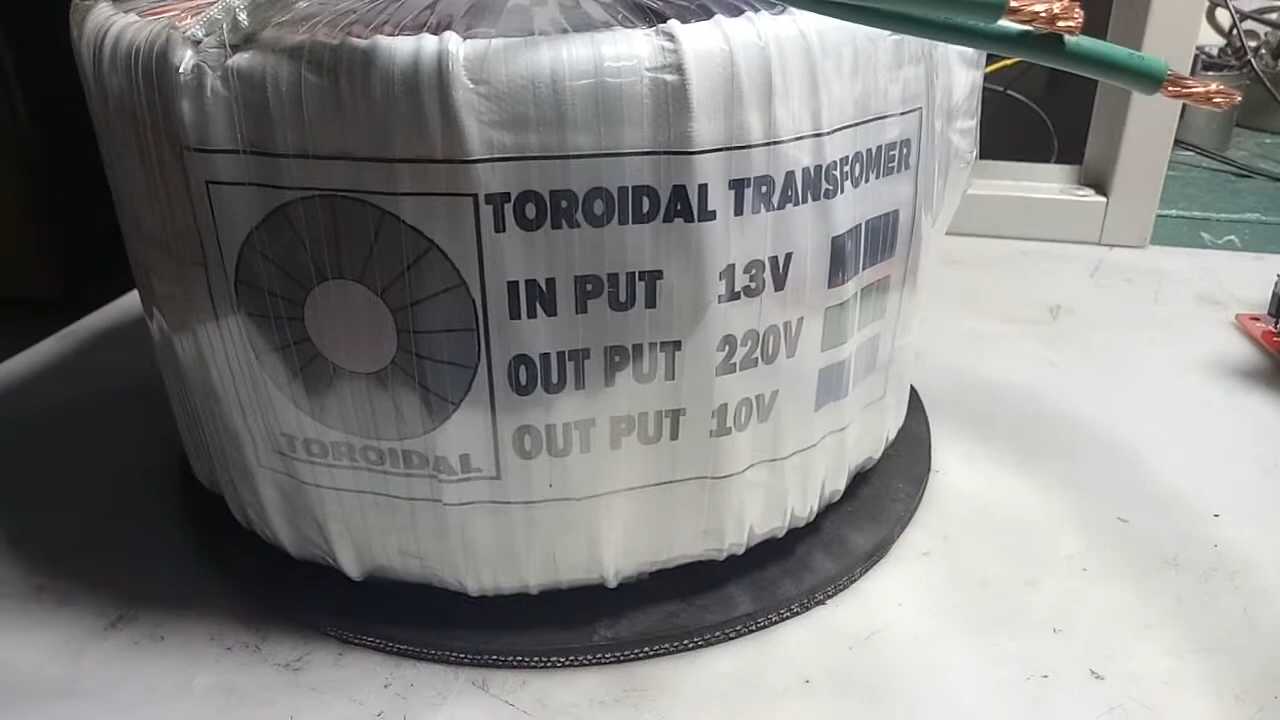 TOROIDAL TRANSFOMER
IN PUT 13V
OUT PUT 220V
OUT PUT 10V
TOROIDAL